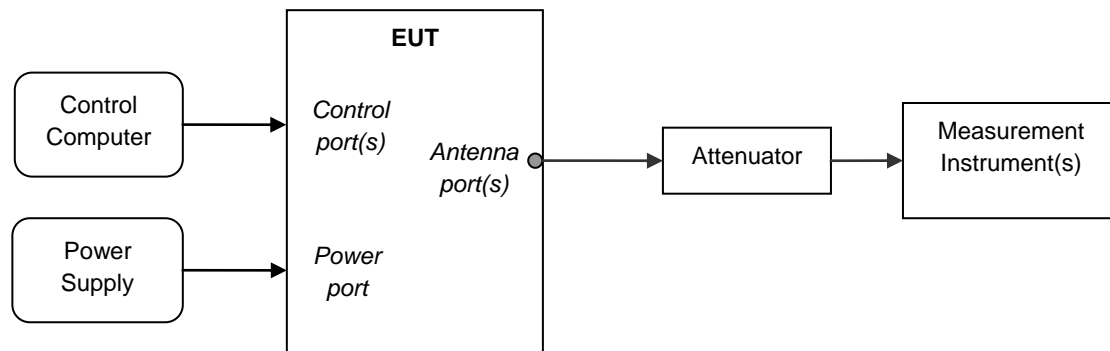 EUT
Control
Computer
Control
port(s)
Antenna
port(s)
Attenuator
Measurement
Instrument(s)
Power
Supply
Power
port